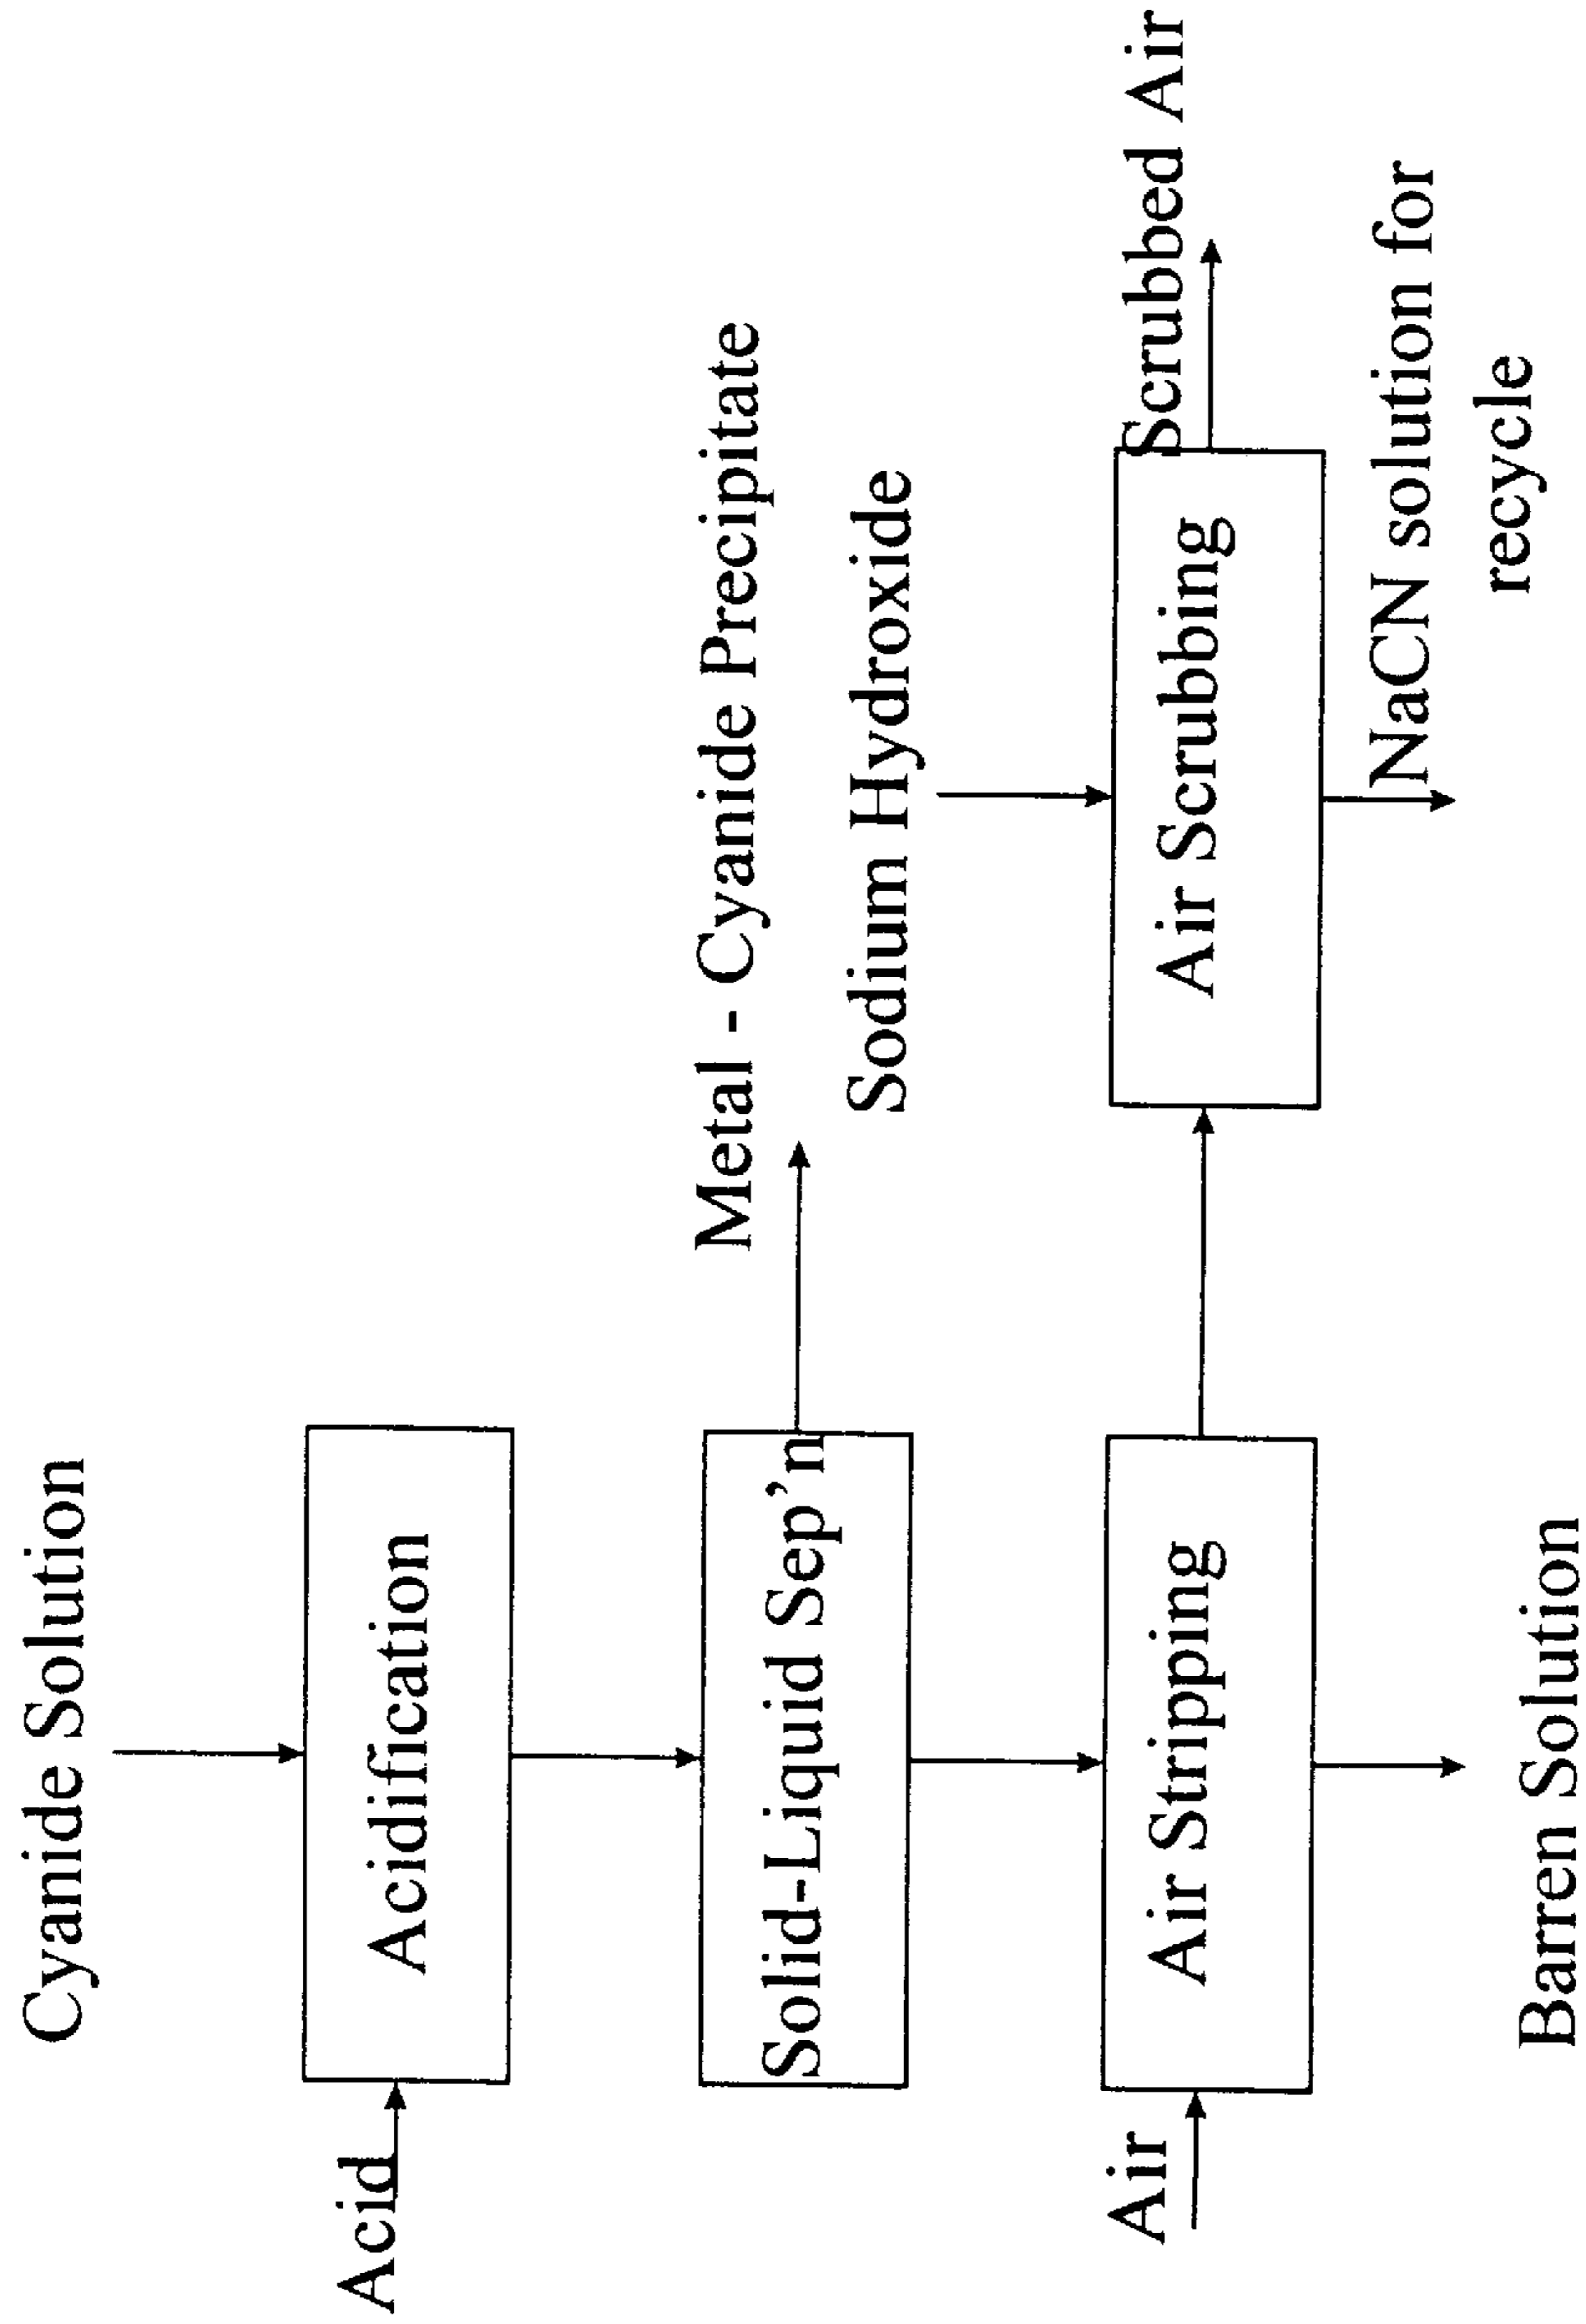 Cyanide Solution
Acid
Acidification
Metal - Cyanide Precipitate
Solid-Liquid Sep'n
Sodium Hydroxide
Air
Air Stripping
Air Scrubbing
Scrubbed Air
NaCN solution for
recycle
Barren Solution